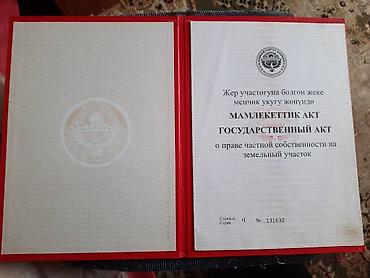 Жер участогуна болгон жеке
менчик укугу жөнүндө
МАМЛЕКЕТТИК АКТ
ГОСУДАРСТВЕННЫЙ АКТ
о праве частной собственности на
земельный участок
Серия Ч № 131632